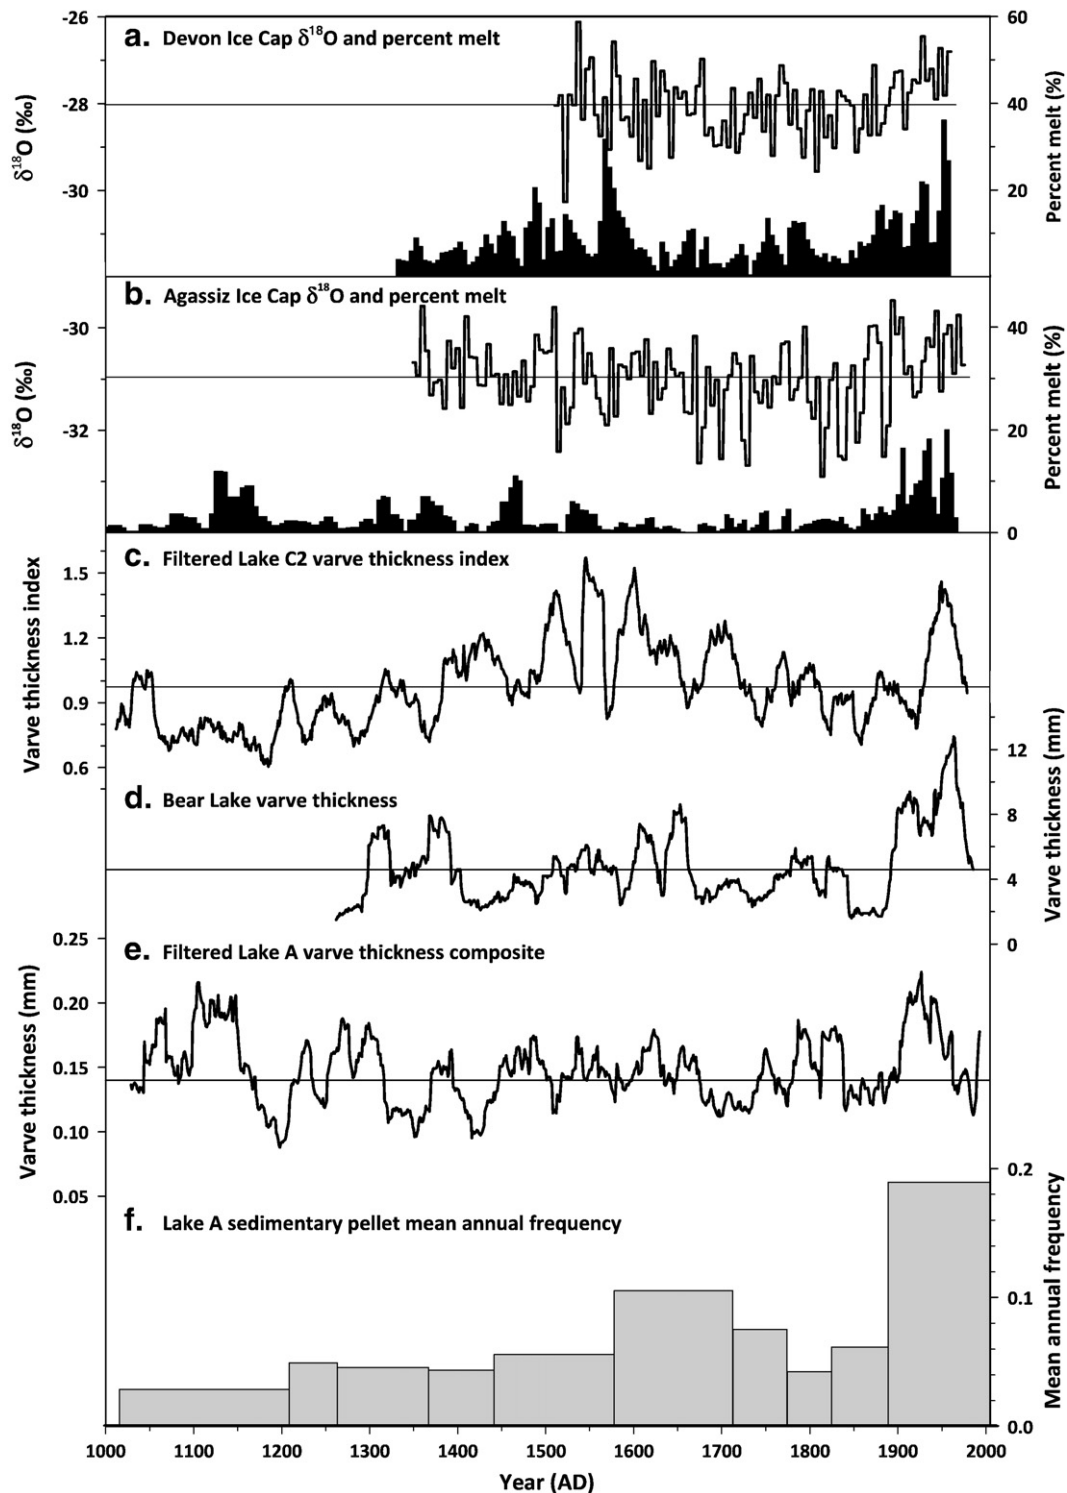 -26
60
a. Devon Ice Cap δ18O and percent melt
-28
40
δ18O (‰)
Percent melt (%)
-30
20
b. Agassiz Ice Cap δ18O and percent melt
-30
40
δ18O (‰)
Percent melt (%)
-32
20
0
c. Filtered Lake C2 varve thickness index
1.5
1.2
0.9
0.6
Varve thickness index
12
d. Bear Lake varve thickness
8
4
0
Varve thickness (mm)
0.25
e. Filtered Lake A varve thickness composite
0.20
0.15
0.10
0.05
Varve thickness (mm)
0.2
f. Lake A sedimentary pellet mean annual frequency
0.1
0.0
Mean annual frequency
1000 1100 1200 1300 1400 1500 1600 1700 1800 1900 2000
Year (AD)